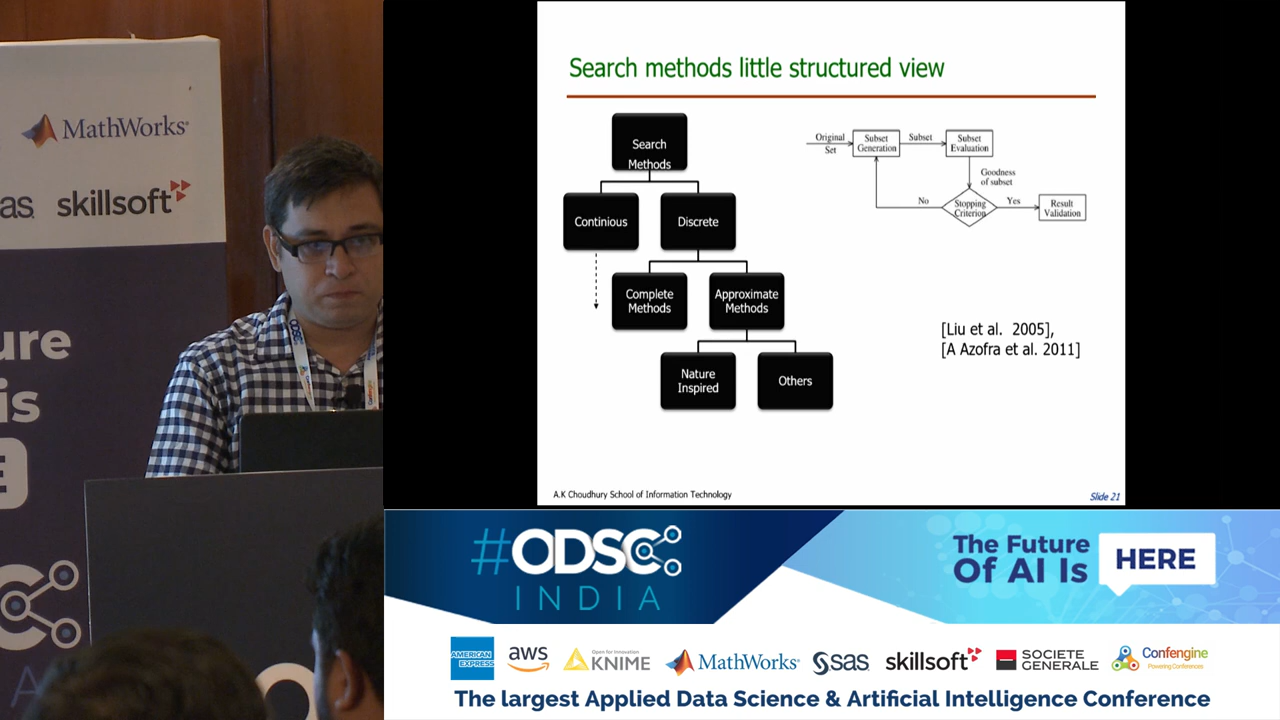 MathWorks®
as
skillsoft
ure
is
E
C
A
ODSC
Search methods little structured view
Search
Methods
Continious
Discrete
Complete
Methods
Approximate
Methods
Nature
Inspired
Others
Original
Set
Subset
Generation
Subset
Subset
Evaluation
Goodness
of subset
Stopping
Criterion
No
Yes
Result
Validation
[Liu et al. 2005],
[A Azofra et al. 2011]
A.K Choudhury School of Information Technology
Slide 21
#ODSC
INDIA
The Future
Of AI Is
HERE
AMERICAN
EXPRESS
aws
Open for Innovation
KNIME
MathWorks®
sas
skillsoft
SOCIETE
GENERALE
Confengine
Powering Conferences
The largest Applied Data Science & Artificial Intelligence Conference